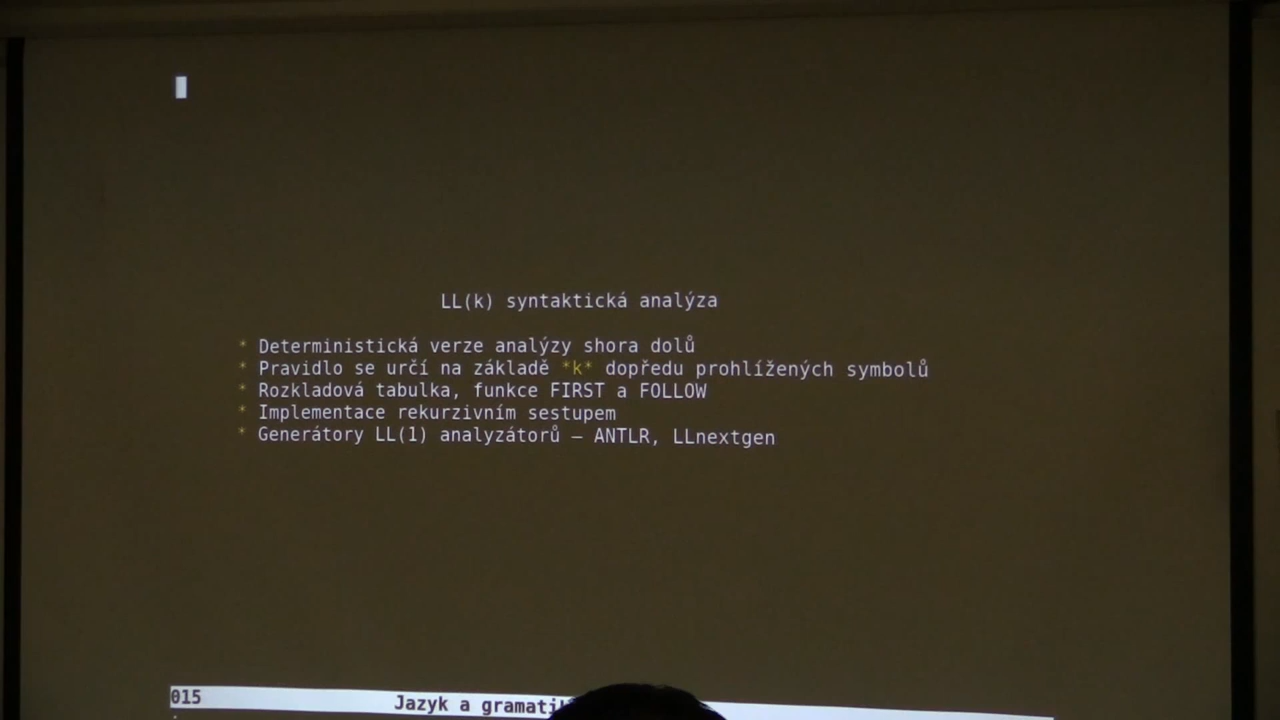 LL(k) syntaktická analýza
* Deterministická verze analýzy shora dolů
* Pravidlo se určí na základě *k* dopředu prohlížených symbolů
* Rozkladová tabulka, funkce FIRST a FOLLOW
* Implementace rekurzivním sestupem
* Generátory LL(1) analyzátorů – ANTLR, LLnextgen
015 Jazyk a